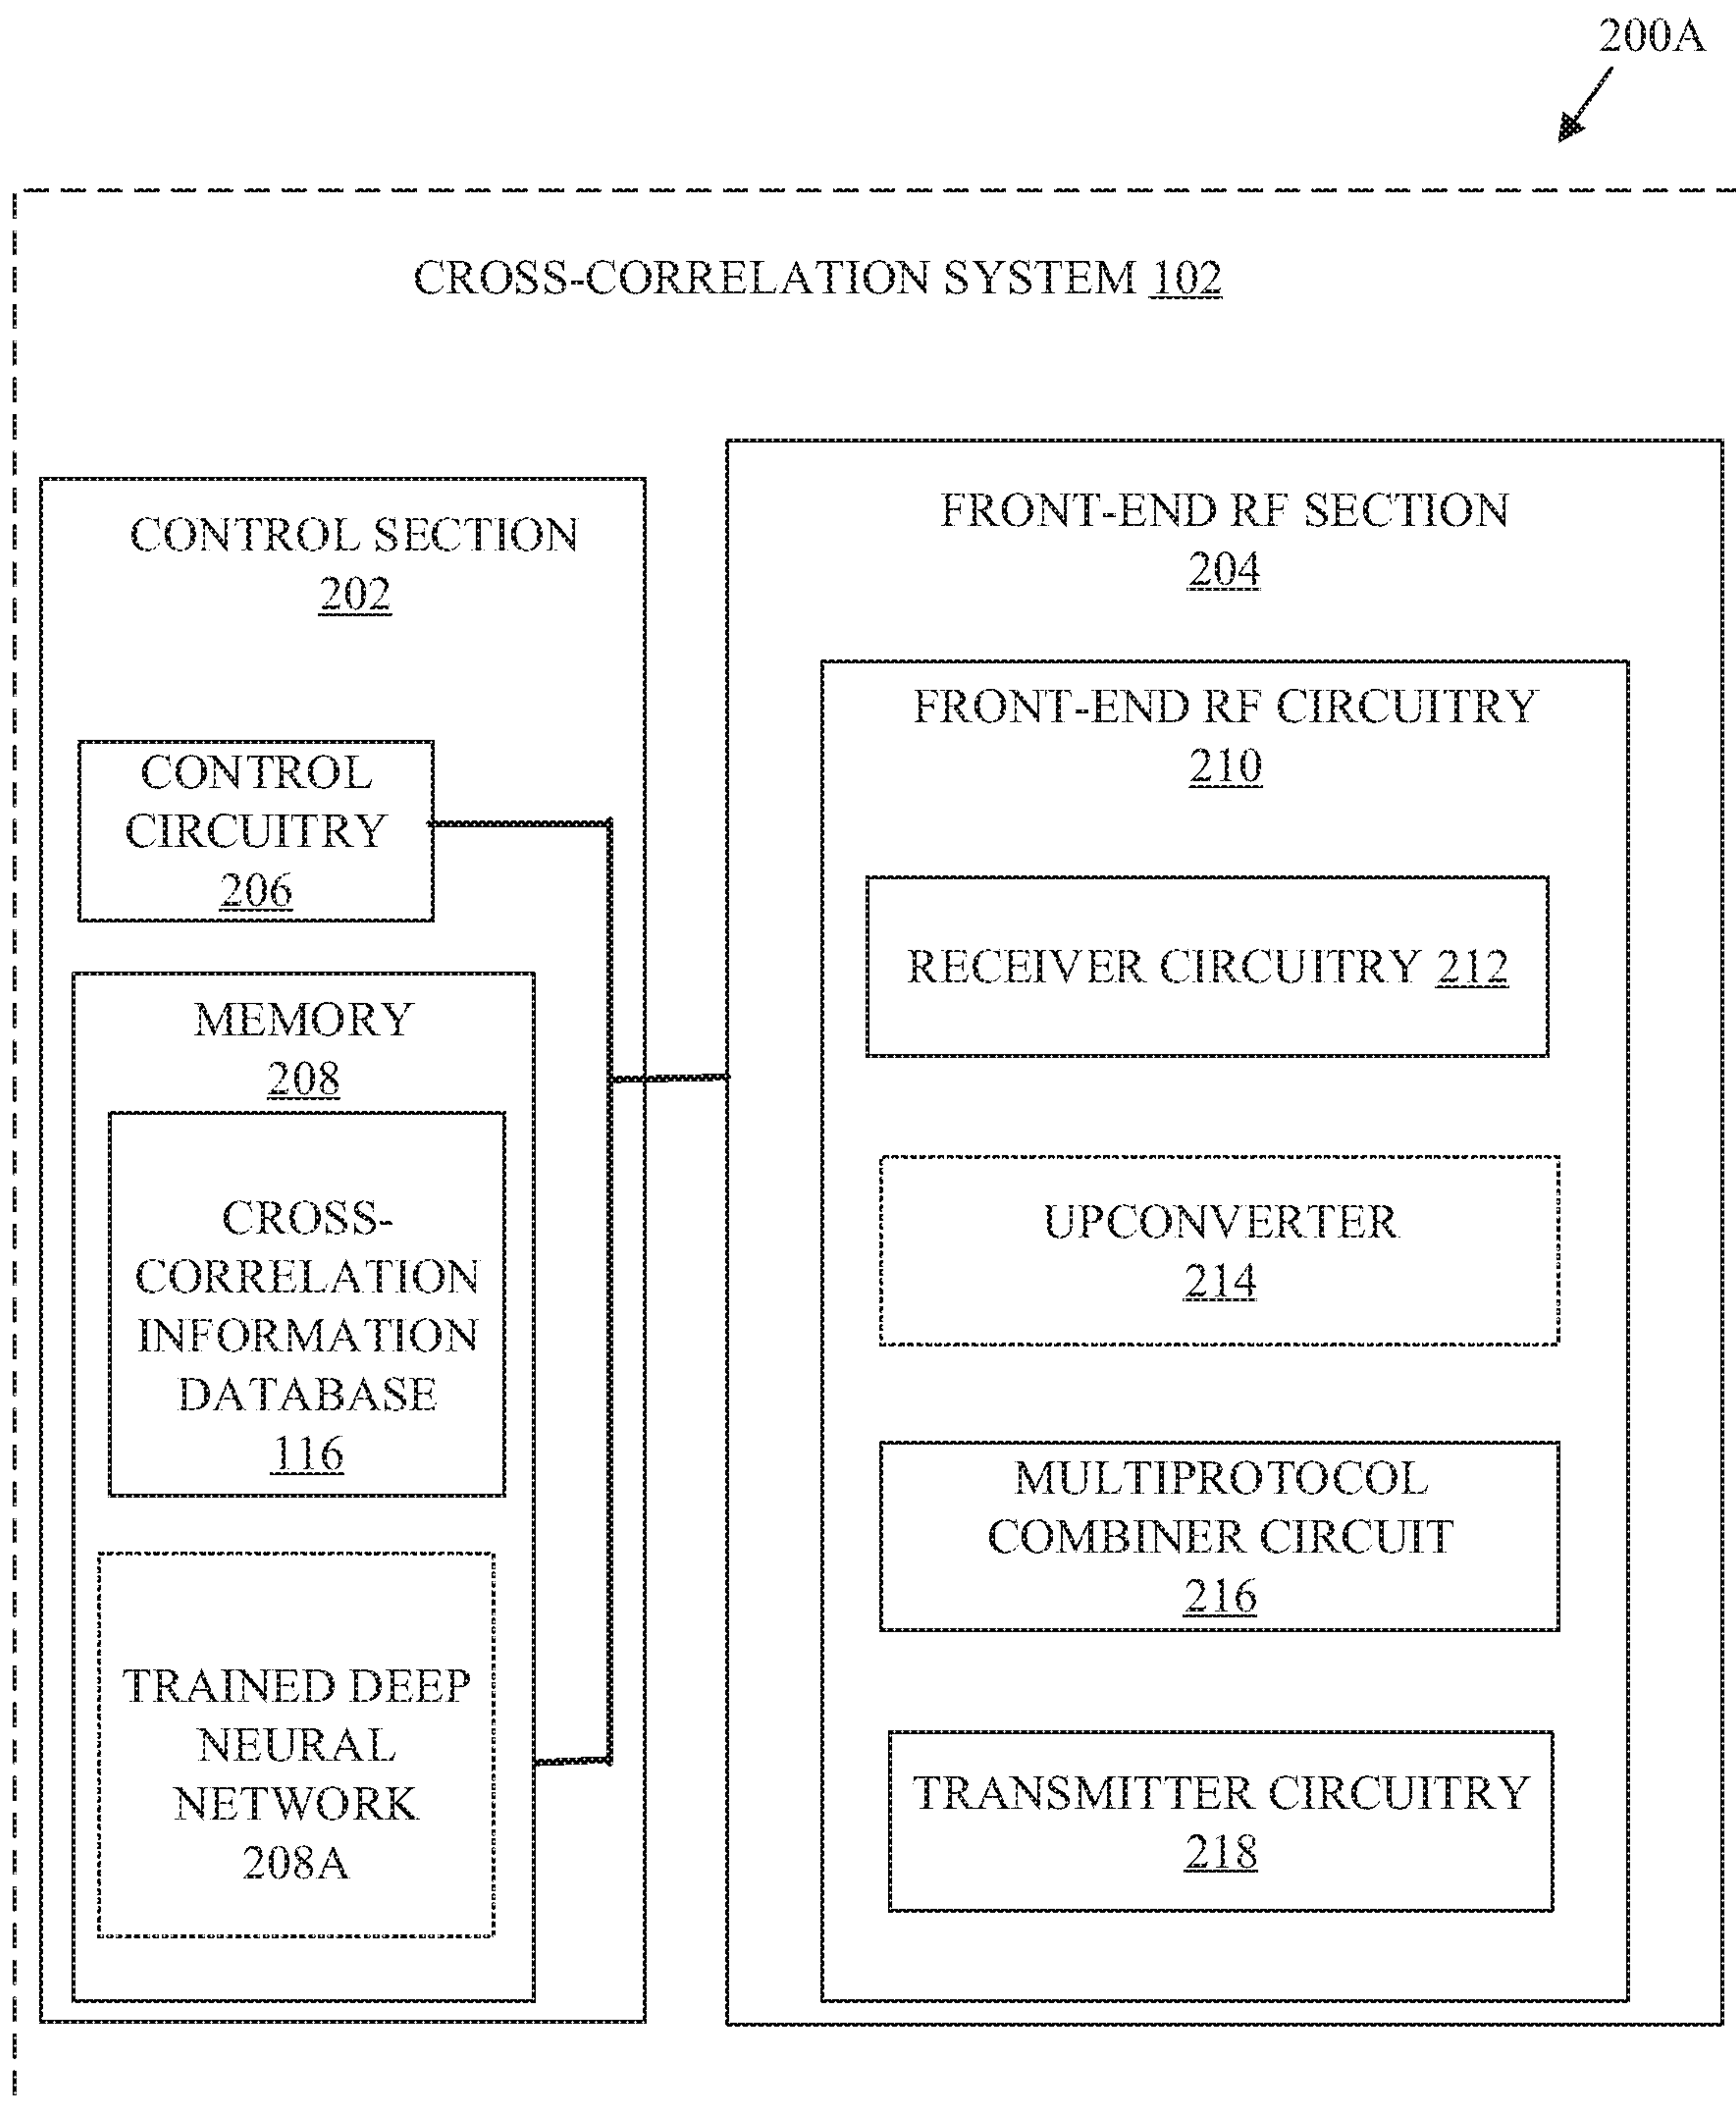 200A
CROSS-CORRELATION SYSTEM 102
CONTROL SECTION
202
CONTROL
CIRCUITRY
206
MEMORY
208
CROSS-
CORRELATION
INFORMATION
DATABASE
116
TRAINED DEEP
NEURAL
NETWORK
208A
FRONT-END RF SECTION
204
FRONT-END RF CIRCUITRY
210
RECEIVER CIRCUITRY 212
UPCONVERTER
214
MULTIPROTOCOL
COMBINER CIRCUIT
216
TRANSMITTER CIRCUITRY
218